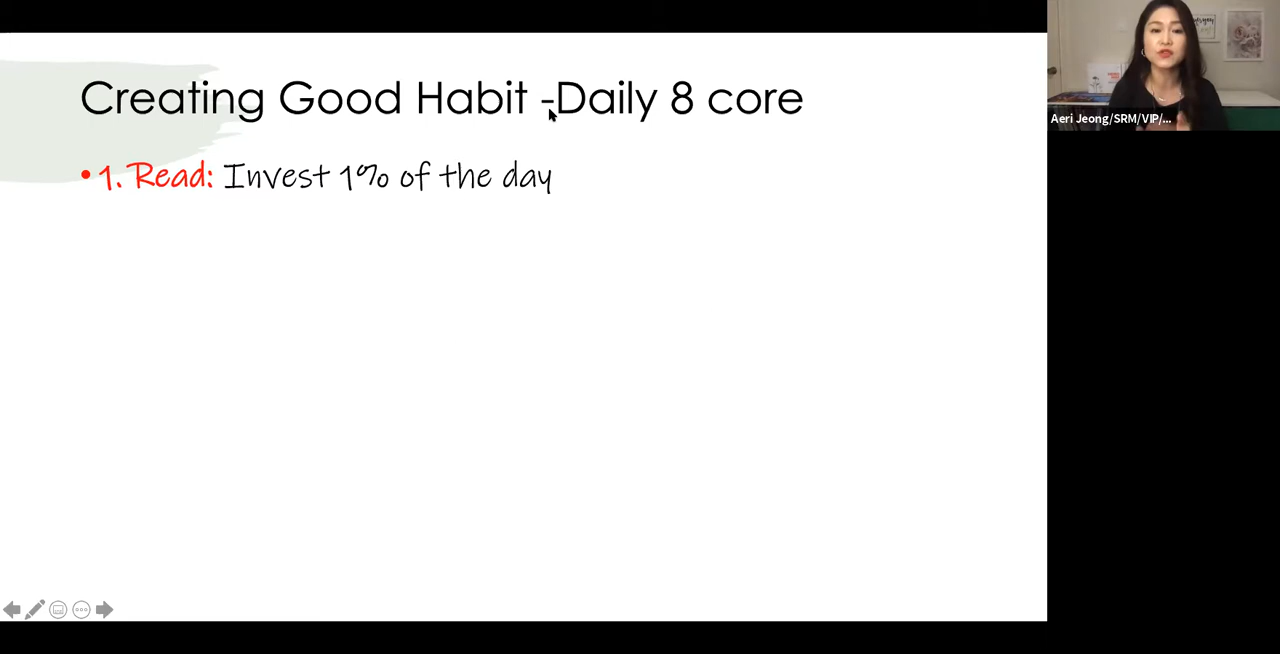 Creating Good Habit -Daily 8 core
• 1. Read: Invest 1% of the day
Aeri Jeong/SRM/VIP/...